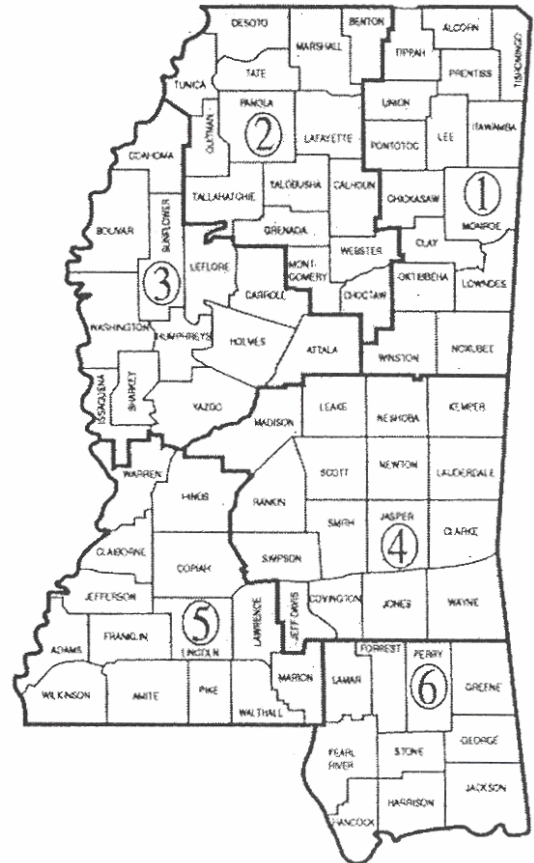 DESOTO
BENTON
ALCORN
TISHOMINGO
MARSHALL
TIPPAH
PRENTISS
TUNICA
TATE
UNION
PANOLA
ITAWAMBA
QUITMAN
②
LAFAYETTE
PONTOTOC
LEE
COAHOMA
TALLAHATCHIE
YALOBUSHA
CALHOUN
CHICKASAW
①
MONROE
BOLIVAR
SUNFLOWER
GRENADA
CLAY
LEFLORE
WEBSTER
MONT-
GOMERY
OKTIBBEHA
LOWNDES
③
CARROLL
CHOCTAW
WASHINGTON
HUMPHREYS
HOLMES
ATTALA
WINSTON
NOXUBEE
ISSAQUENA
SHARKEY
YAZOO
MADISON
LEAKE
NESHOBA
KEMPER
WARREN
HINDS
RANKIN
SCOTT
NEWTON
LAUDERDALE
SMITH
JASPER
④
CLARKE
CLAIBORNE
COPIAH
SIMPSON
JEFFERSON
LAWRENCE
JEFF DAVIS
COVINGTON
JONES
WAYNE
ADAMS
FRANKLIN
⑤
LINCOLN
WILKINSON
AMITE
PIKE
WALTHALL
MARION
LAMAR
FORREST
PERRY
⑥
GREENE
PEARL
RIVER
STONE
GEORGE
HANCOCK
HARRISON
JACKSON